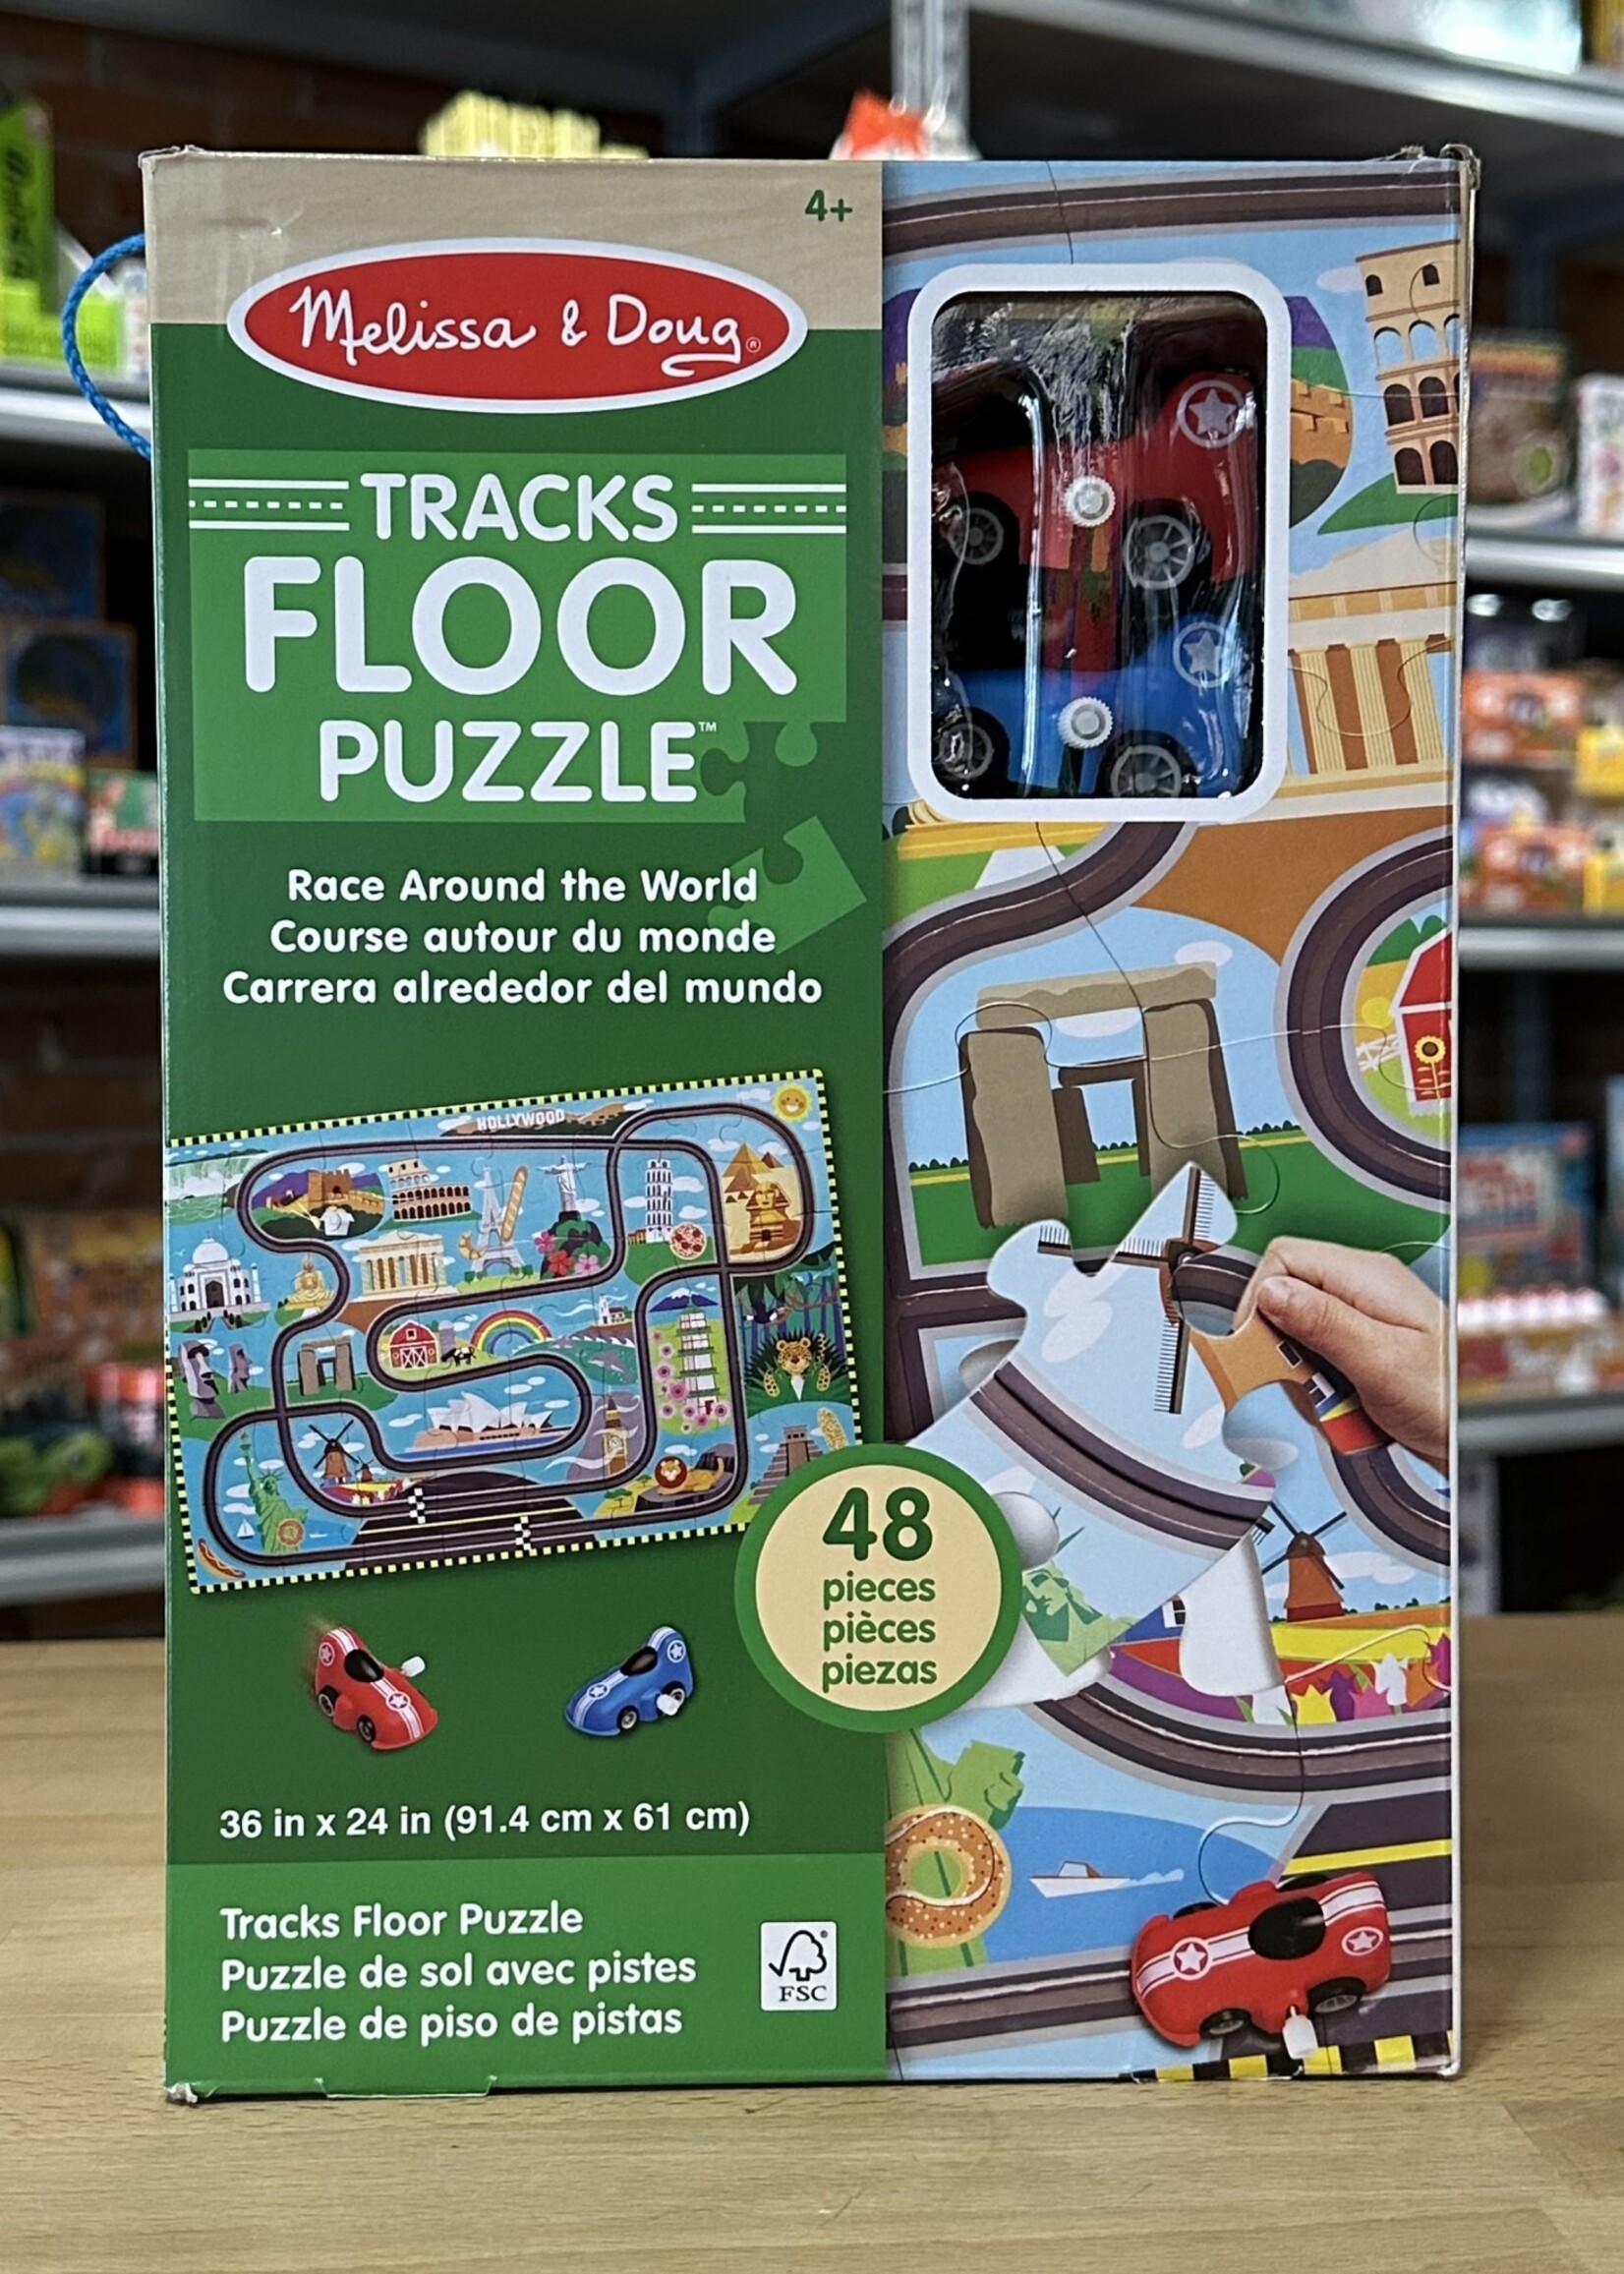 4+
Melissa & Doug®
TRACKS
FLOOR
PUZZLE™
Race Around the World
Course autour du monde
Carrera alrededor del mundo
HOLLYWOOD
48
pieces
pièces
piezas
36 in x 24 in (91.4 cm x 61 cm)
Tracks Floor Puzzle
Puzzle de sol avec pistes
Puzzle de piso de pistas
FSC®